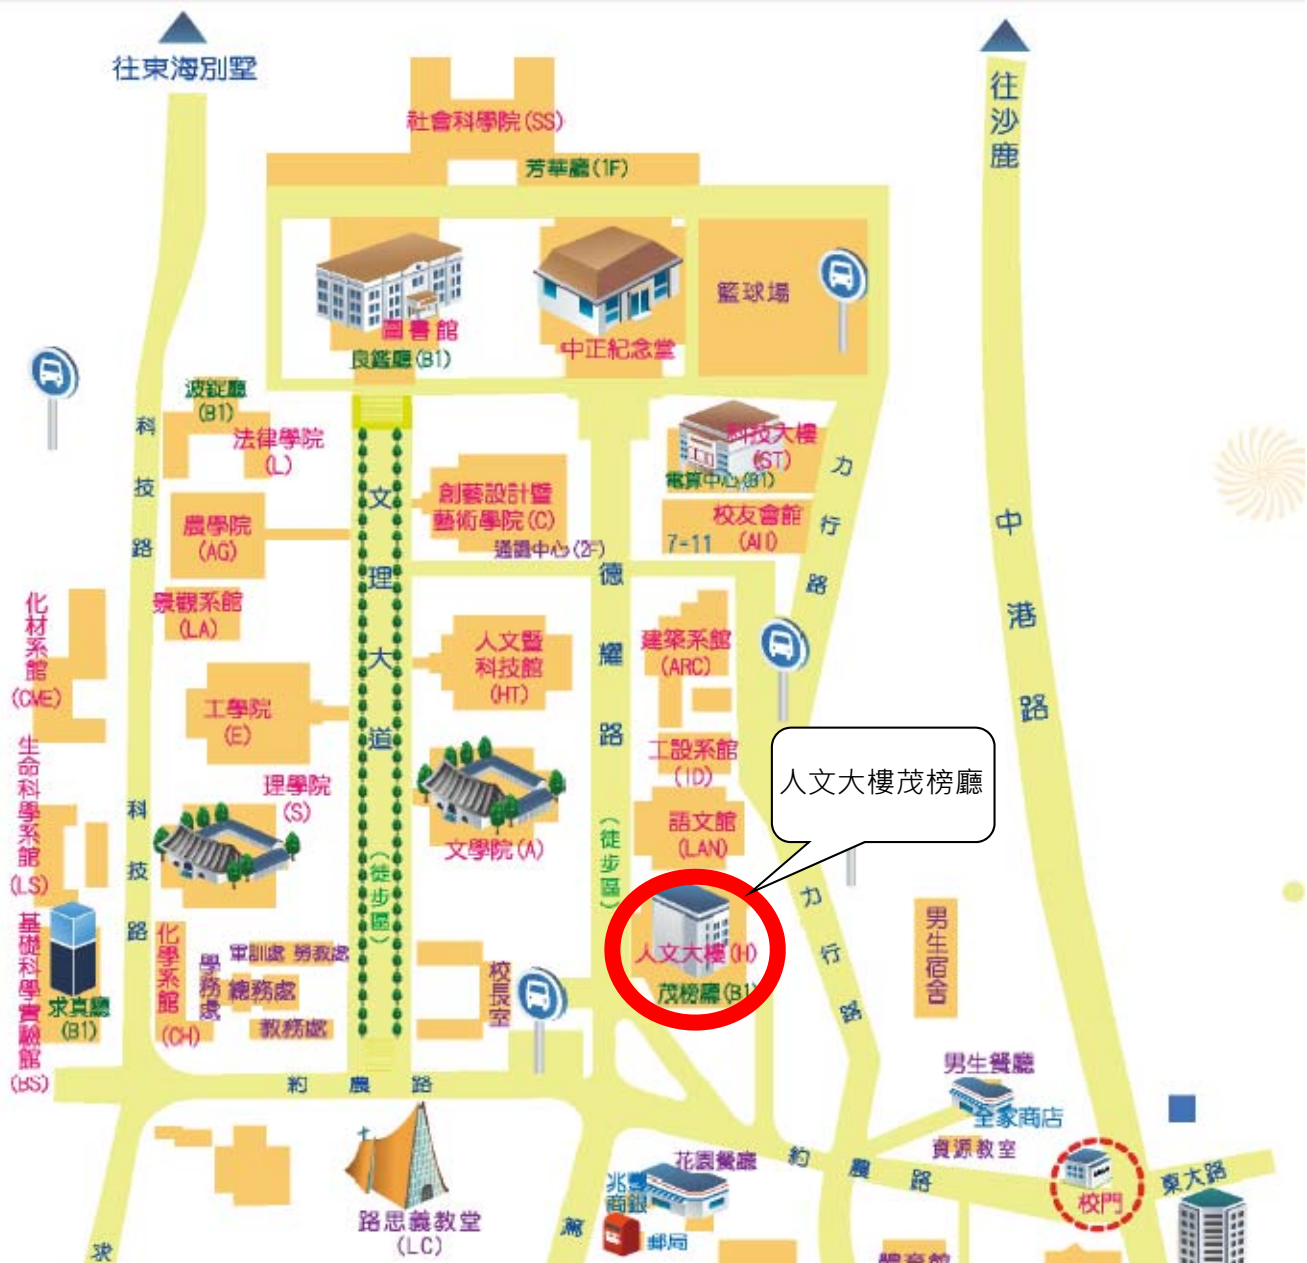 往東海別墅
往沙鹿
社會科學院(SS)
芳華廳(1F)
圖書館
良鑑廳(B1)
中正紀念堂
籃球場
波錠廳
(B1)
法律學院
(L)
科技路
文理大道
(徒步區)
創藝設計暨
藝術學院(C)
通識中心(2F)
科技大樓
(ST)
電算中心(B1)
校友會館
(AH)
7-11
力行路
中港路
農學院
(AG)
景觀系館
(LA)
德耀路
(徒步區)
化材系館
(CME)
人文暨
科技館
(HT)
建築系館
(ARC)
工學院
(E)
工設系館
(ID)
人文大樓茂榜廳
生命科學系館
(LS)
理學院
(S)
科技路
文學院(A)
語文館
(LAN)
力行路
人文大樓(H)
茂榜廳(B1)
男生宿舍
基礎科學實驗館
(BS)
求真廳
(B1)
化學系館
(CH)
學務處
軍訓處 勞教處
總務處
教務處
校長室
約農路
男生餐廳
全家商店
資源教室
花園餐廳
約農路
東大路
校門
兆豐
商銀
郵局
路思義教堂
(LC)
求
篤
體育館